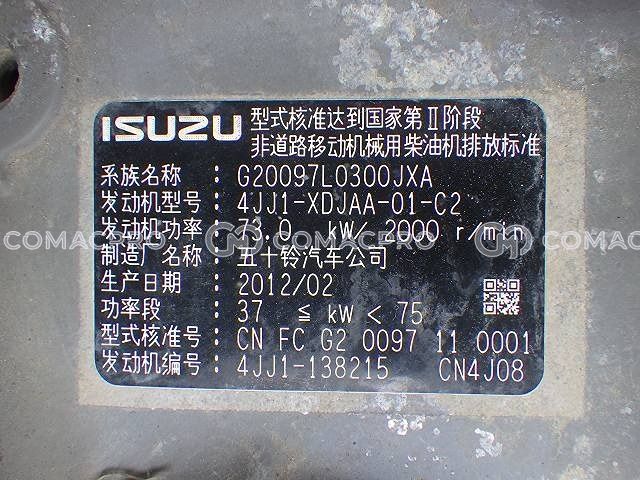 ISUZU 型式核准达到国家第Ⅱ阶段
非道路移动机械用柴油机排放标准
系族名称 : G20097L0300JXA
发动机型号: 4JJ1-XDJAA-01-C2
发动机功率: 73.0 kW/ 2000 r/min
COMACPRO CM COMACPRO CM COMACPRO
制造厂名称: 五十铃汽车公司
生产日期 : 2012/02
功率段 : 37 ≦ kW < 75
型式核准号: CN FC G2 0097 11 0001
发动机编号: 4JJ1-138215 CN4J08